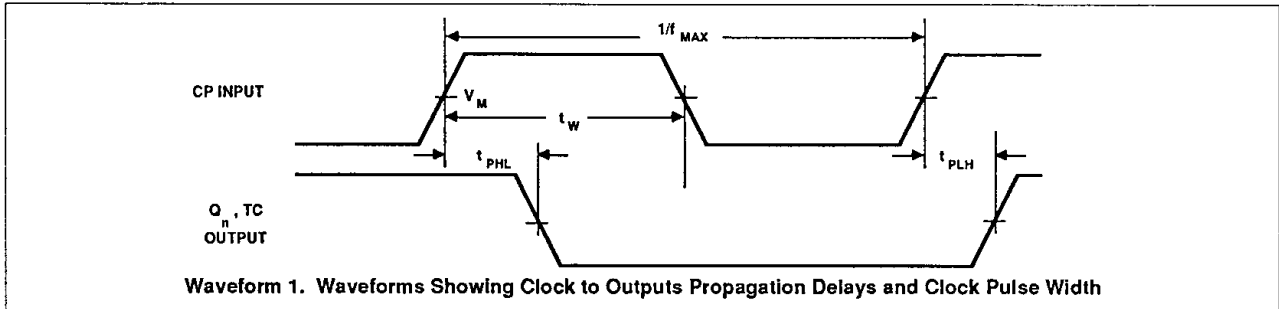 1/f MAX
CP INPUT
V M
t W
t PHL
t PLH
Q n , TC
OUTPUT
Waveform 1. Waveforms Showing Clock to Outputs Propagation Delays and Clock Pulse Width